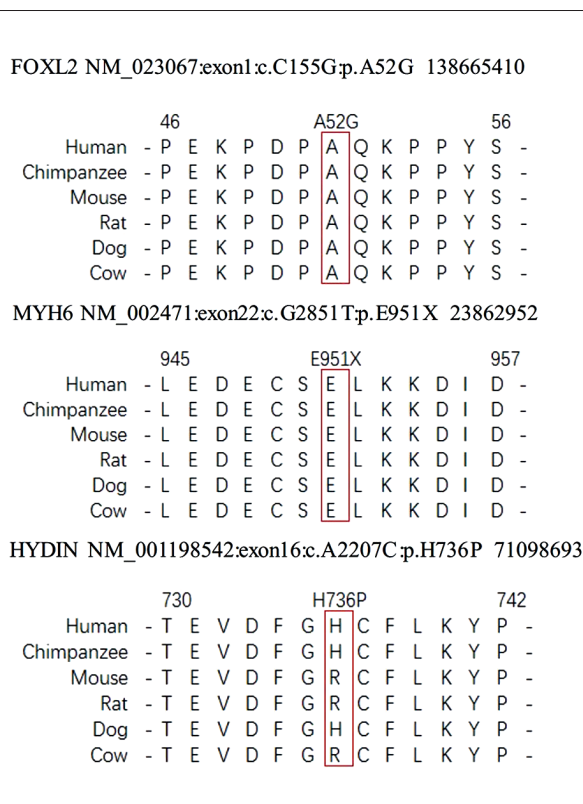 FOXL2 NM_023067:exon1:c.C155G:p.A52G 138665410
46 A52G 56
Human - P E K P D P A Q K P P Y S -
Chimpanzee - P E K P D P A Q K P P Y S -
Mouse - P E K P D P A Q K P P Y S -
Rat - P E K P D P A Q K P P Y S -
Dog - P E K P D P A Q K P P Y S -
Cow - P E K P D P A Q K P P Y S -
MYH6 NM_002471:exon22:c.G2851T:p.E951X 23862952
945 E951X 957
Human - L E D E C S E L K K D I D -
Chimpanzee - L E D E C S E L K K D I D -
Mouse - L E D E C S E L K K D I D -
Rat - L E D E C S E L K K D I D -
Dog - L E D E C S E L K K D I D -
Cow - L E D E C S E L K K D I D -
HYDIN NM_001198542:exon16:c.A2207C:p.H736P 71098693
730 H736P 742
Human - T E V D F G H C F L K Y P -
Chimpanzee - T E V D F G H C F L K Y P -
Mouse - T E V D F G R C F L K Y P -
Rat - T E V D F G R C F L K Y P -
Dog - T E V D F G H C F L K Y P -
Cow - T E V D F G R C F L K Y P -